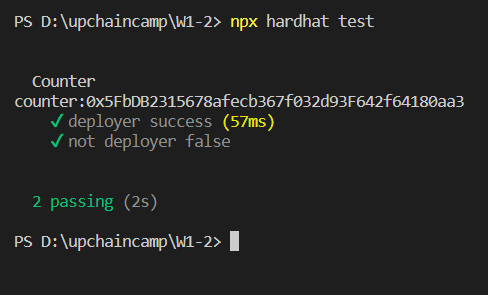 PS D:\upchaincamp\W1-2> npx hardhat test
Counter
counter:0x5FbDB2315678afecb367f032d93F642f64180aa3
✓ deployer success (57ms)
✓ not deployer false
2 passing (2s)
PS D:\upchaincamp\W1-2>